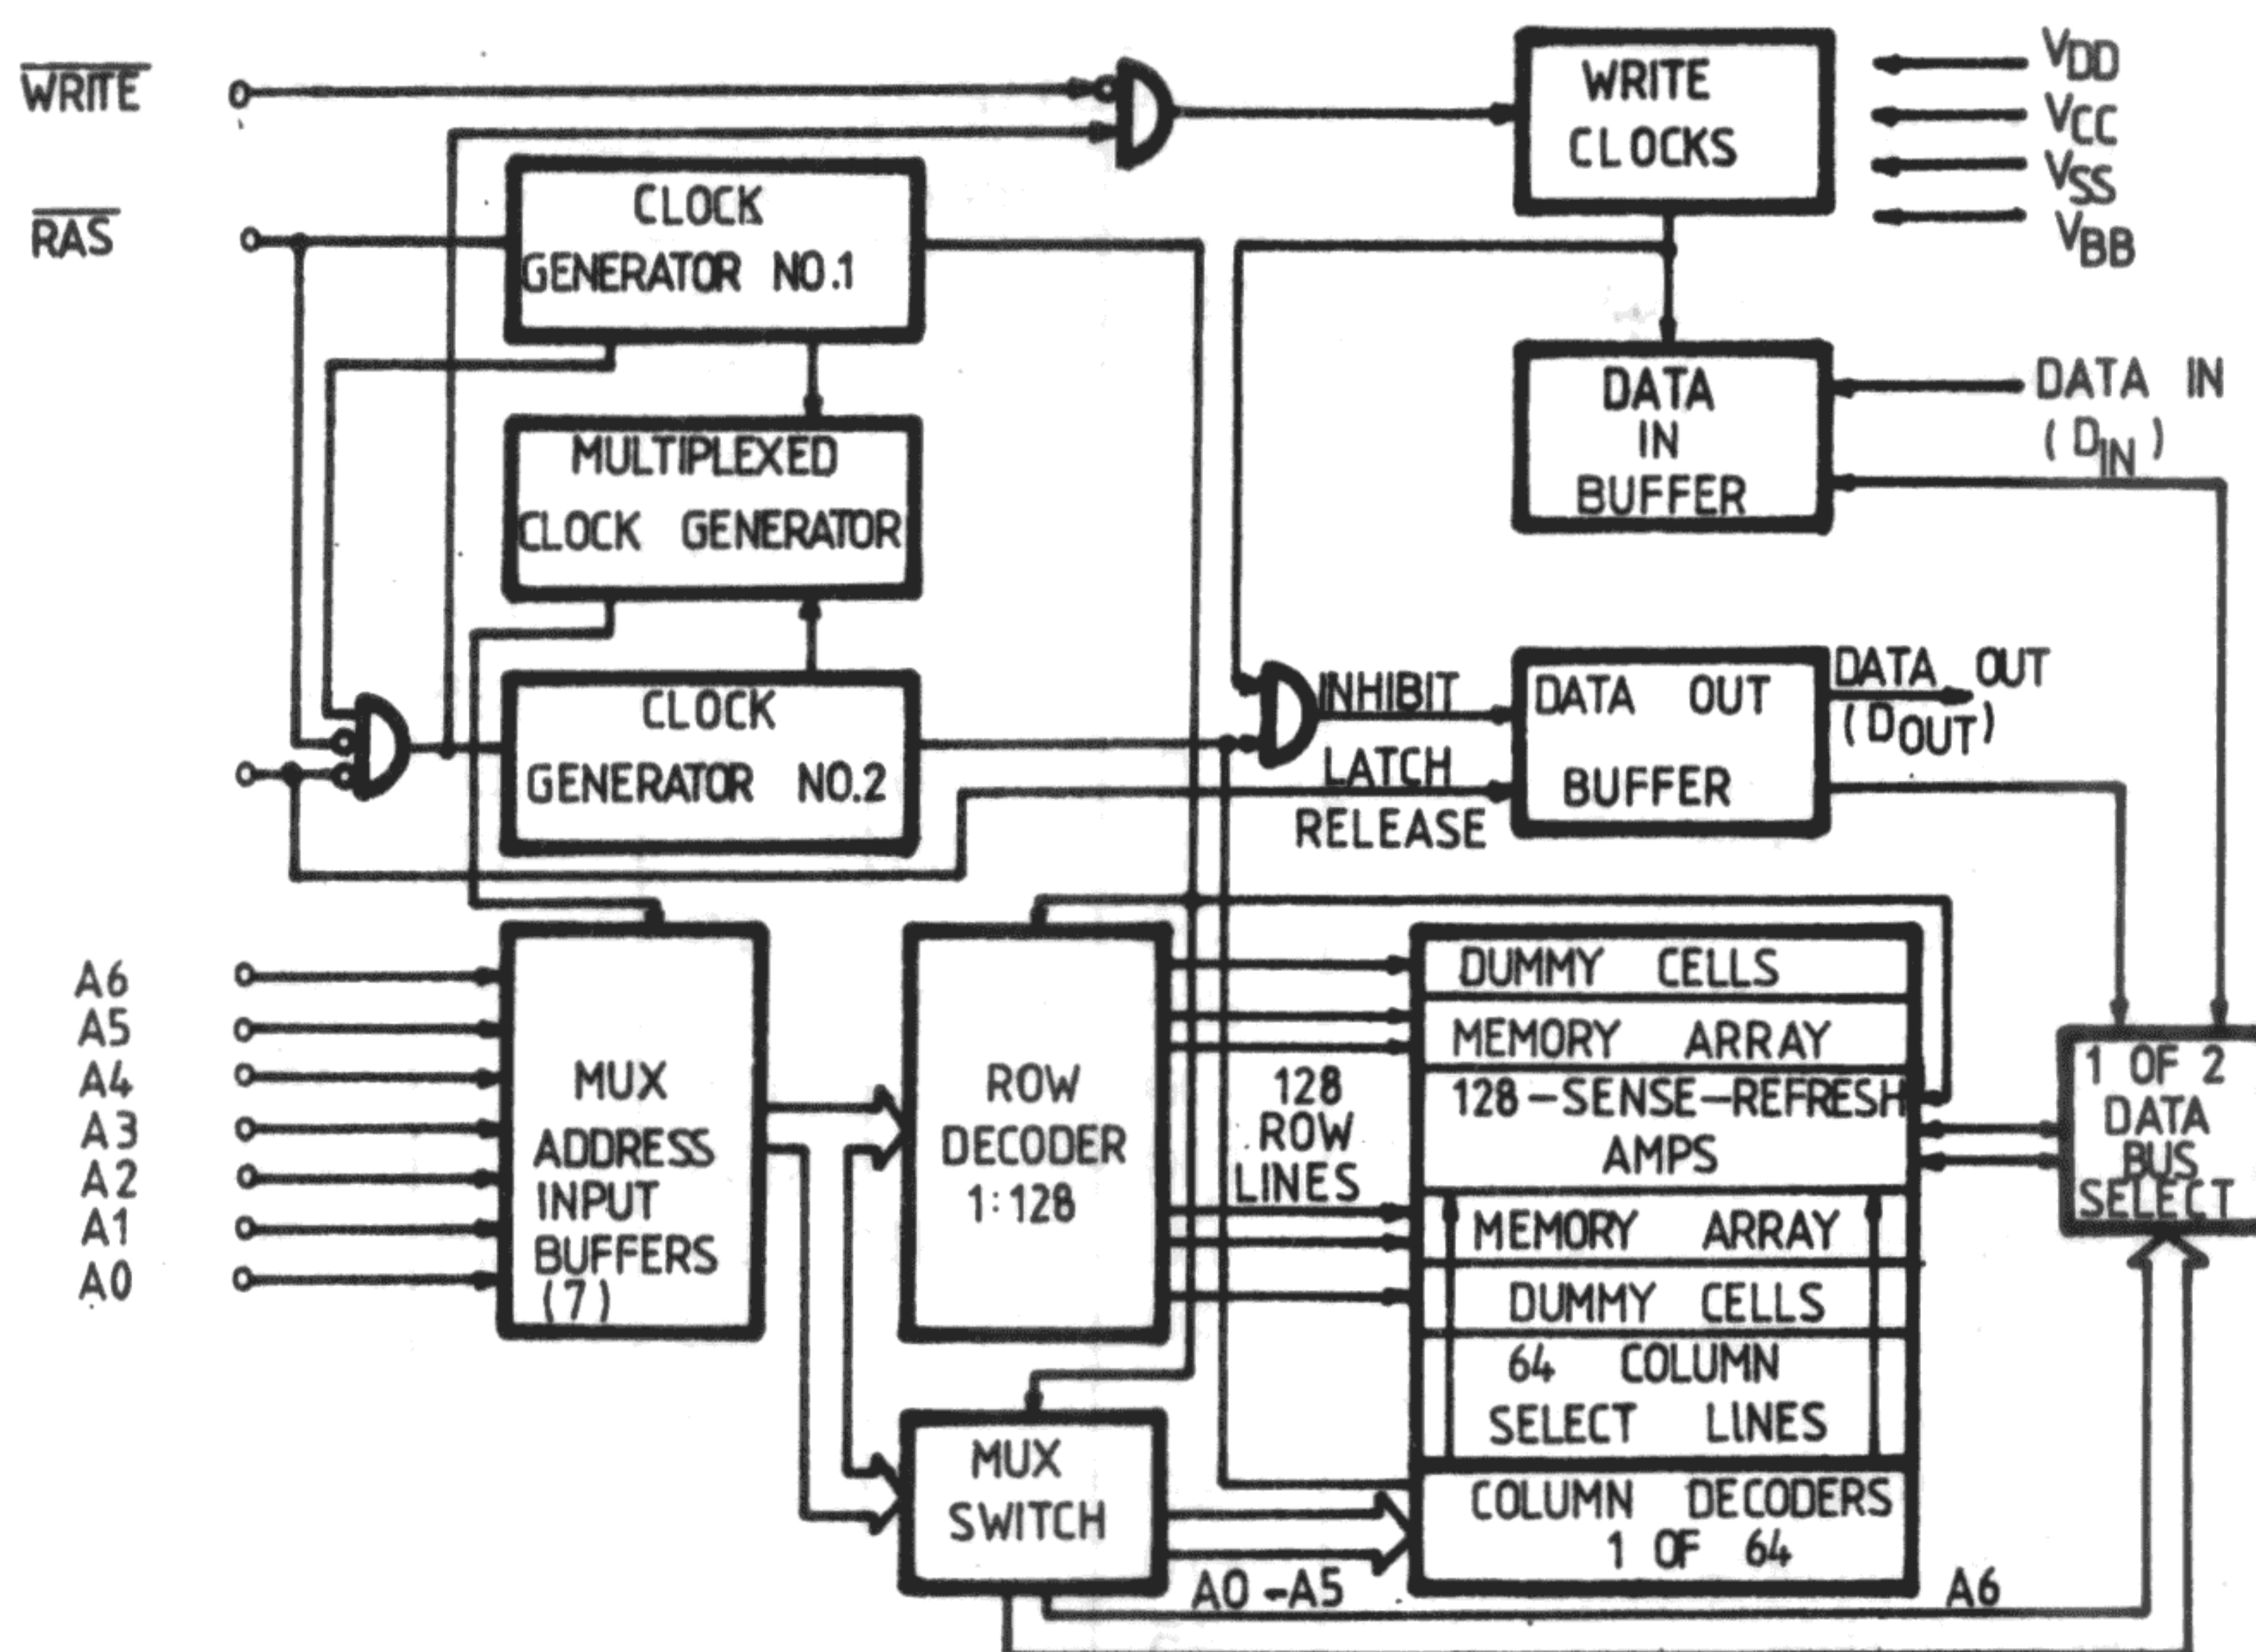 WRITE
RAS
WRITE
CLOCKS
VDD
VCC
VSS
VBB
CLOCK
GENERATOR NO.1
MULTIPLEXED
CLOCK GENERATOR
CLOCK
GENERATOR NO.2
DATA
IN
BUFFER
DATA IN
(DIN)
INHIBIT
LATCH
RELEASE
DATA OUT
BUFFER
DATA OUT
(DOUT)
A6
A5
A4
A3
A2
A1
A0
MUX
ADDRESS
INPUT
BUFFERS
(7)
ROW
DECODER
1:128
128
ROW
LINES
DUMMY CELLS
MEMORY ARRAY
128-SENSE-REFRESH
AMPS
MEMORY ARRAY
DUMMY CELLS
64 COLUMN
SELECT LINES
COLUMN DECODERS
1 OF 64
1 OF 2
DATA
BUS
SELECT
MUX
SWITCH
A0-A5
A6